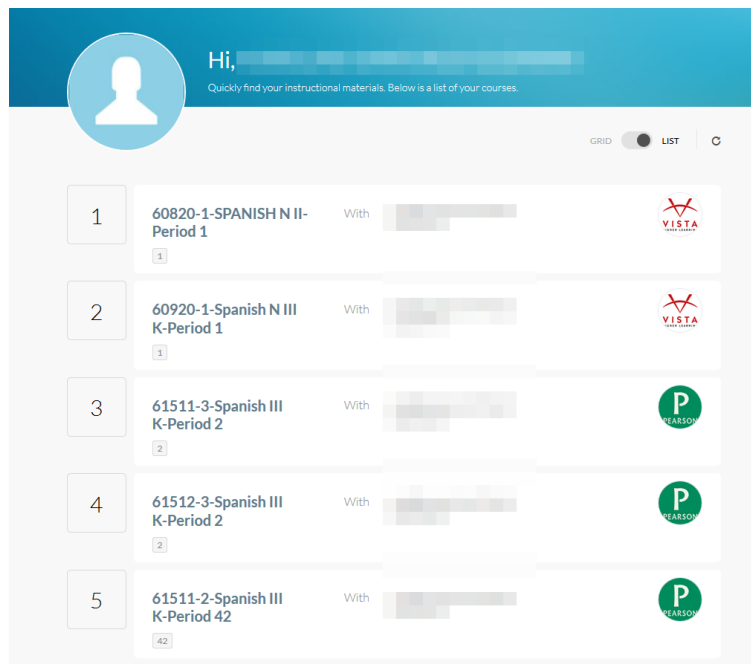 Hi,
Quickly find your instructional materials. Below is a list of your courses.
GRID LIST
1
60820-1-SPANISH N II-
Period 1
With
1
VISTA
2
60920-1-Spanish N III
K-Period 1
With
1
VISTA
3
61511-3-Spanish III
K-Period 2
With
2
P
PEARSON
4
61512-3-Spanish III
K-Period 2
With
2
P
PEARSON
5
61511-2-Spanish III
K-Period 42
With
42
P
PEARSON